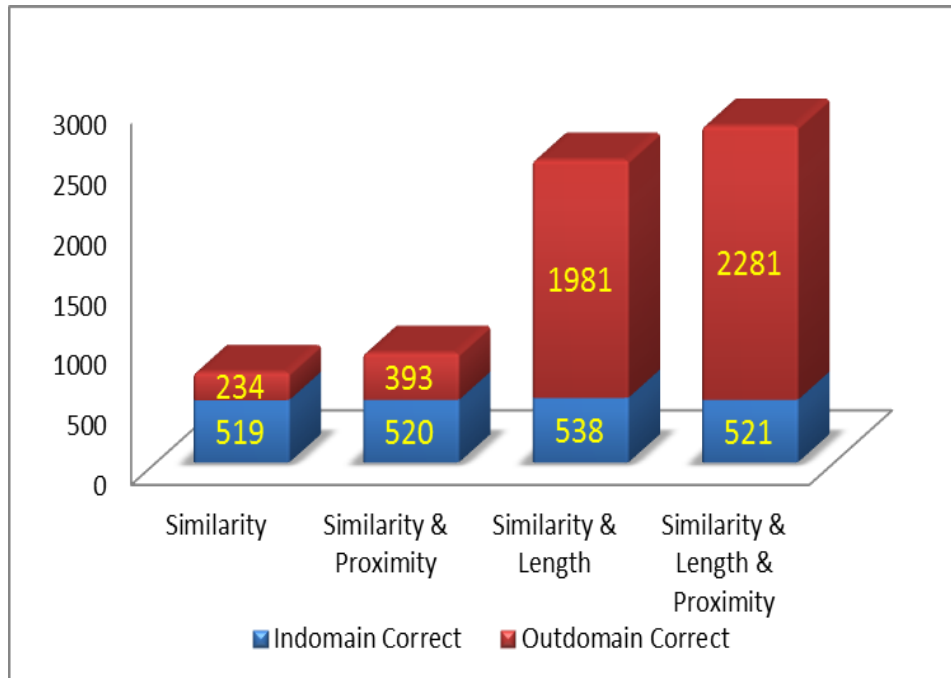 3000
2500
2000
1500
1000
500
0
234
519
393
520
1981
538
2281
521
Similarity
Similarity &
Proximity
Similarity &
Length
Similarity &
Length &
Proximity
Indomain Correct
Outdomain Correct